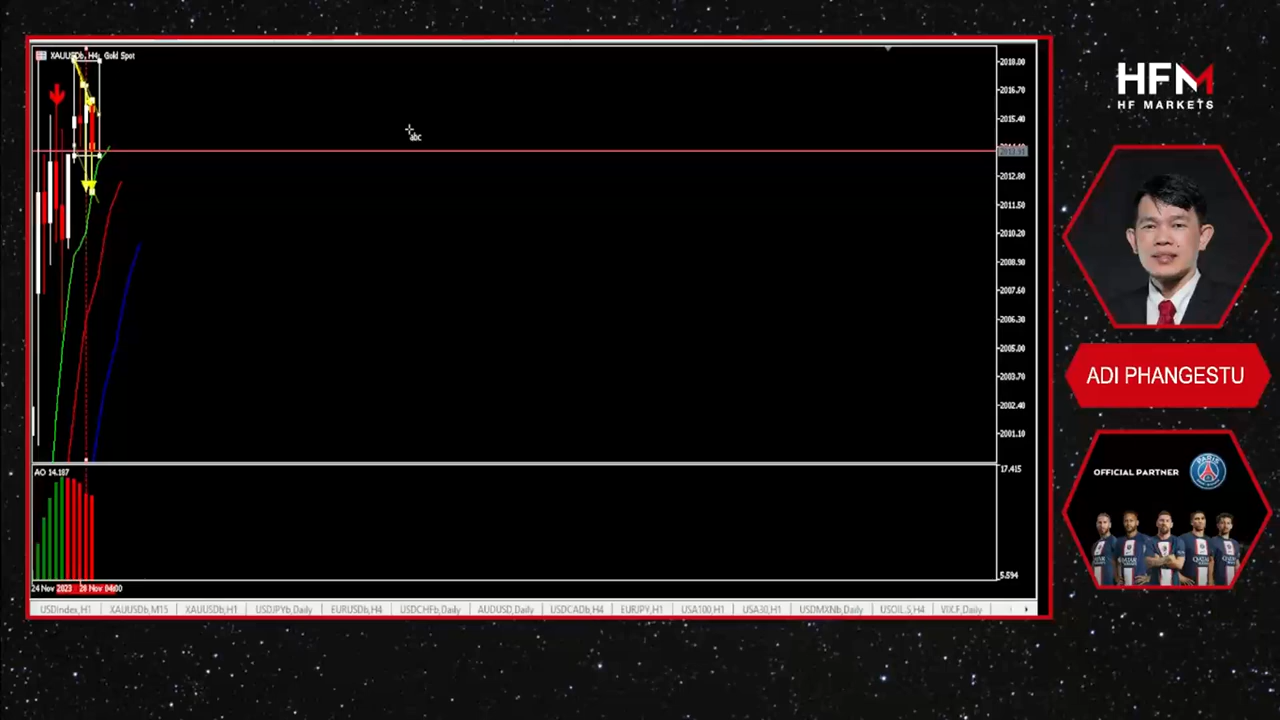 XAUUSDb, H4: Gold Spot
abc
2018.00
2016.70
2015.40
2012.80
2011.50
2010.20
2008.90
2007.60
2006.30
2005.00
2003.70
2002.40
2001.10
AO 14.187
17.415
5.594
24 Nov 2023
28 Nov 04:00
USDIndex,H1
XAUUSDb,M15
XAUUSDb,H1
USDJPYb,Daily
EURUSDb,H4
USDCHFb,Daily
AUDUSD,Daily
USDCADb,H4
EURJPY,H1
USA100,H1
USA30,H1
USDMXNb,Daily
USOIL.S,H4
VIX.F,Daily
HFM
HF MARKETS
ADI PHANGESTU
OFFICIAL PARTNER
PARIS